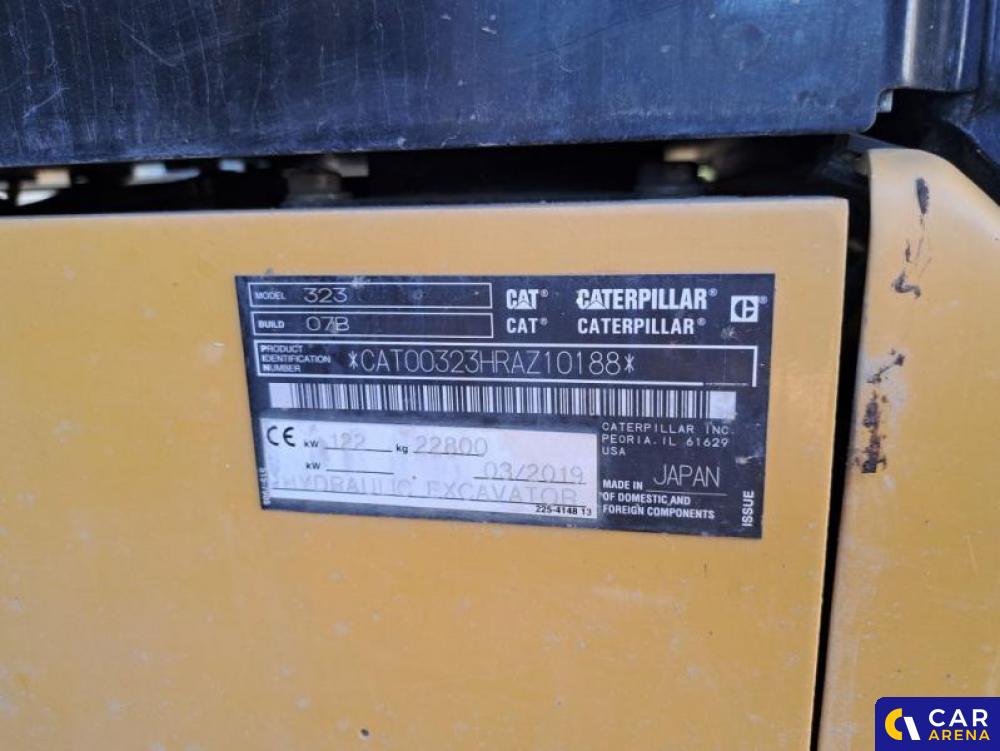 MODEL 323
BUILD 07B
CAT® CATERPILLAR®
CAT® CATERPILLAR®
PRODUCT IDENTIFICATION NUMBER *CAT00323HRAZ10188*
CE kW 122 kg 22800
kW 03/2019
HYDRAULIC EXCAVATOR
225-4148 13
CATERPILLAR INC.
PEORIA, IL 61629
USA
MADE IN JAPAN
OF DOMESTIC AND
FOREIGN COMPONENTS
ISSUE
CAR
ARENA